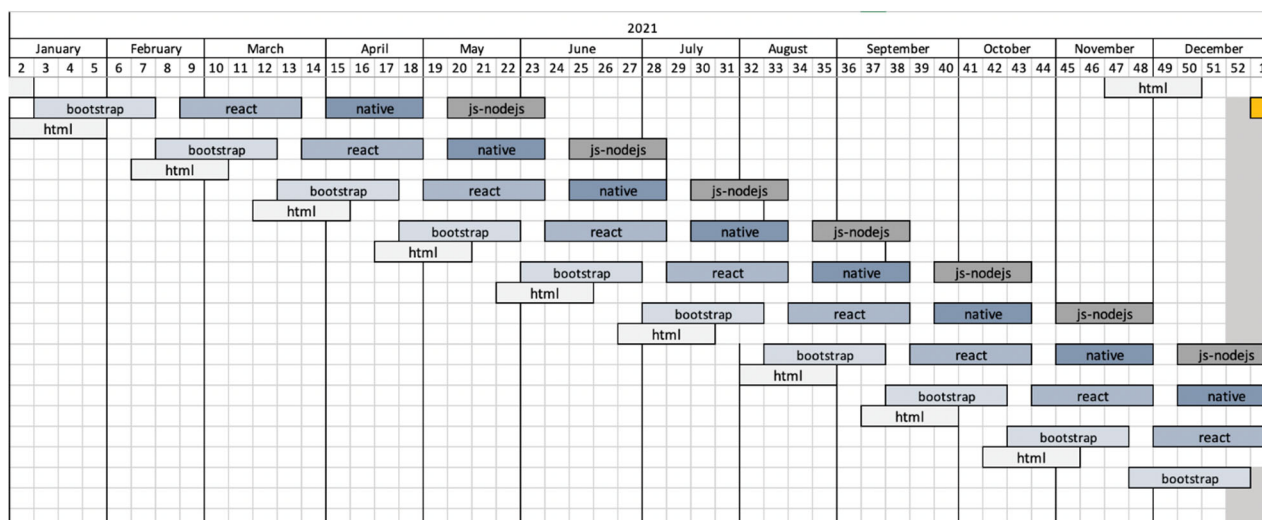 2021
January February March April May June July August September October November December
2 3 4 5 6 7 8 9 10 11 12 13 14 15 16 17 18 19 20 21 22 23 24 25 26 27 28 29 30 31 32 33 34 35 36 37 38 39 40 41 42 43 44 45 46 47 48 49 50 51 52
html
bootstrap react native js-nodejs
html
bootstrap react native js-nodejs
html
bootstrap react native js-nodejs
html
bootstrap react native js-nodejs
html
bootstrap react native js-nodejs
html
bootstrap react native js-nodejs
html
bootstrap react native js-nodejs
html
bootstrap react native
html
bootstrap react
html
bootstrap